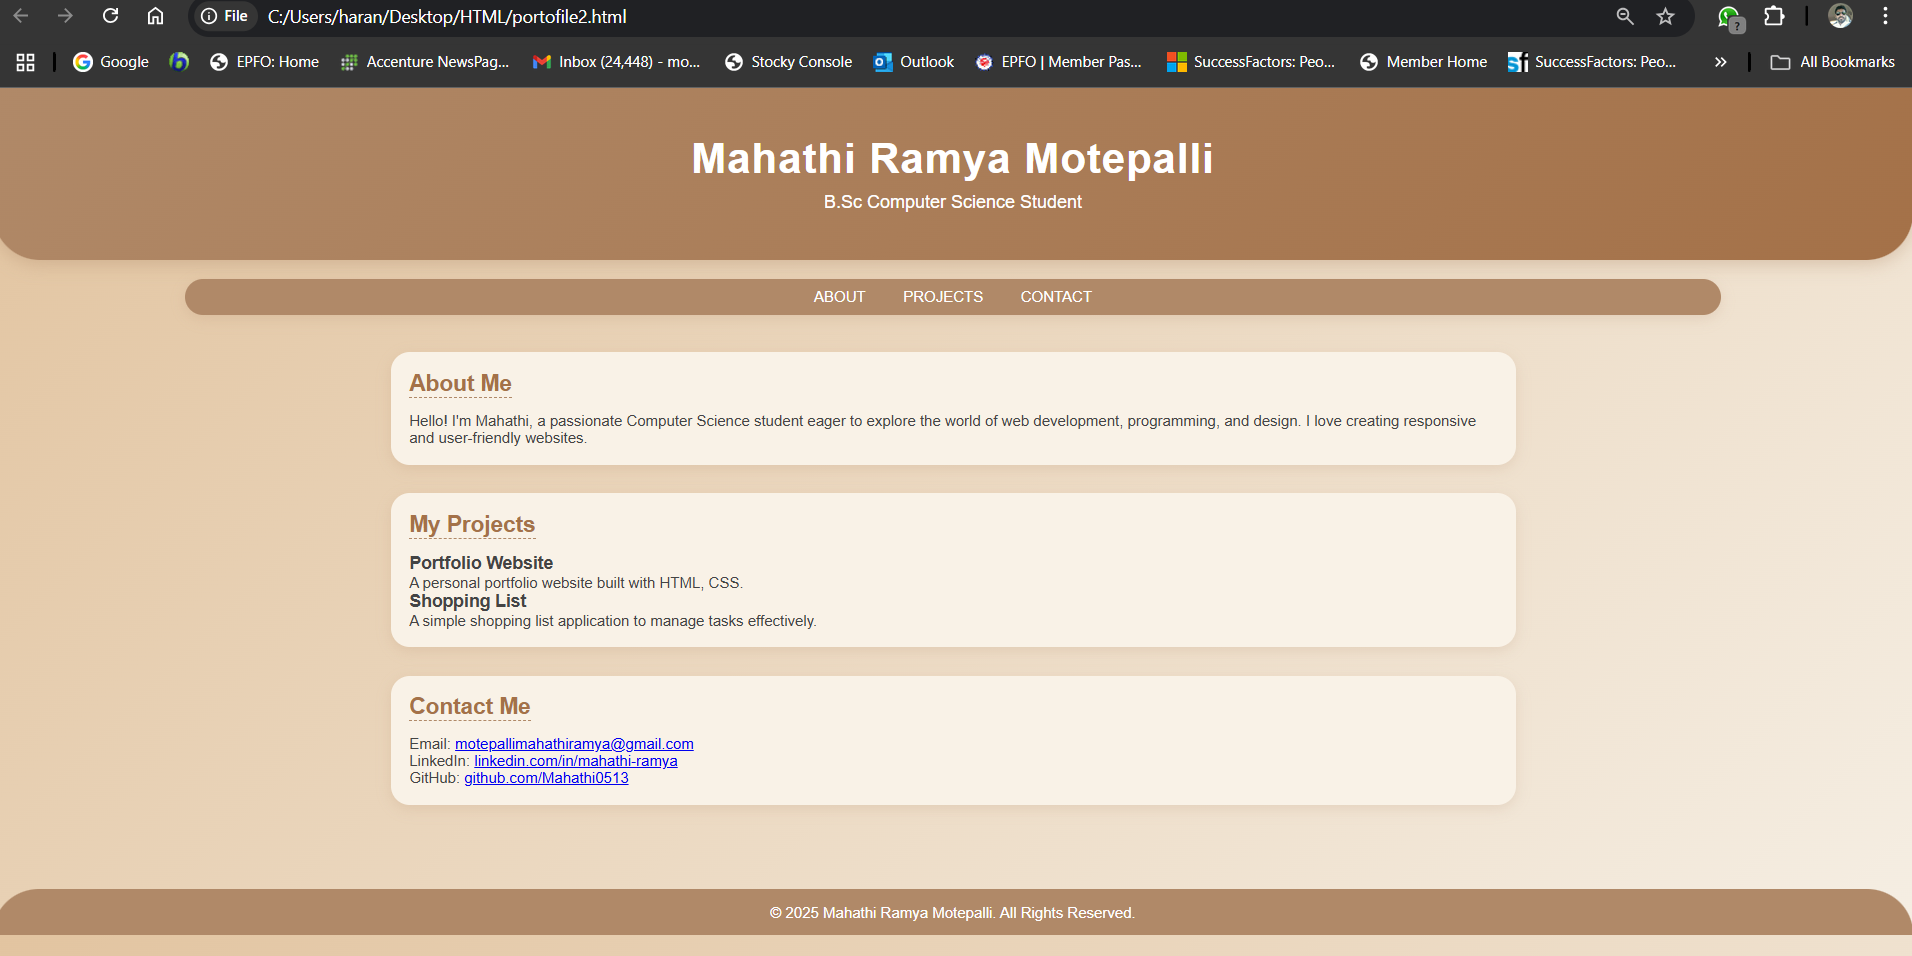 File C:/Users/haran/Desktop/HTML/portofile2.html
?
Google EPFO: Home Accenture NewsPag... Inbox (24,448) - mo... Stocky Console Outlook EPFO | Member Pas... SuccessFactors: Peo... Member Home SuccessFactors: Peo... » All Bookmarks
Mahathi Ramya Motepalli
B.Sc Computer Science Student
ABOUT PROJECTS CONTACT
About Me
Hello! I'm Mahathi, a passionate Computer Science student eager to explore the world of web development, programming, and design. I love creating responsive
and user-friendly websites.
My Projects
Portfolio Website
A personal portfolio website built with HTML, CSS.
Shopping List
A simple shopping list application to manage tasks effectively.
Contact Me
Email: motepallimahathiramya@gmail.com
LinkedIn: linkedin.com/in/mahathi-ramya
GitHub: github.com/Mahathi0513
© 2025 Mahathi Ramya Motepalli. All Rights Reserved.